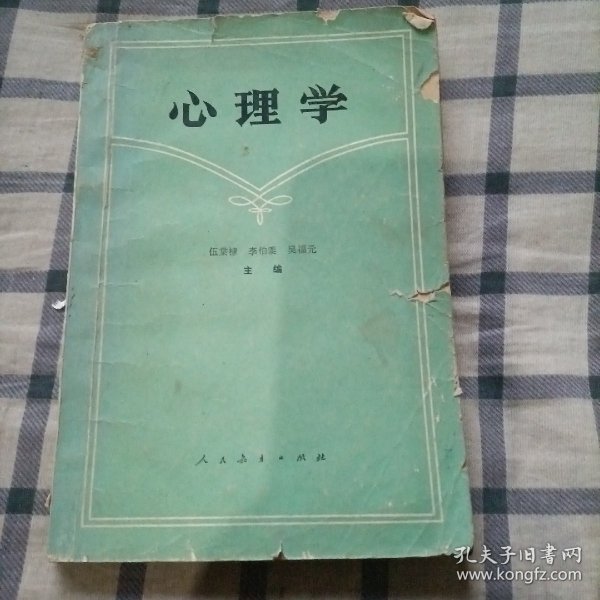 心理学
伍棠棣 李伯黍 吴福元
主编
人民教育出版社
孔夫子旧书网
www.kongfz.com